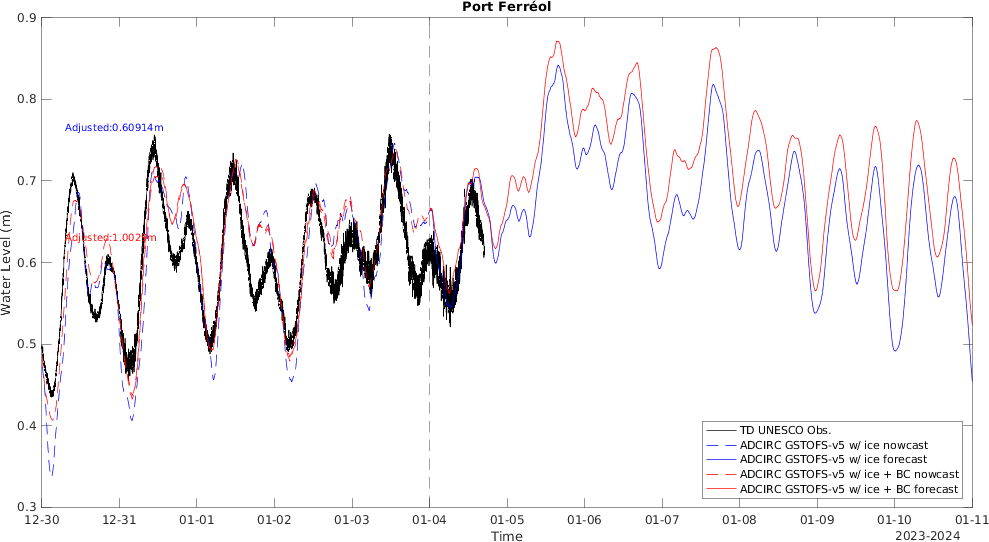 Port Ferréol
0.9
0.8
0.7
0.6
0.5
0.4
0.3
Water Level (m)
Adjusted:0.60914m
TD UNESCO Obs.
ADCIRC GSTOFS-v5 w/ ice nowcast
ADCIRC GSTOFS-v5 w/ ice forecast
ADCIRC GSTOFS-v5 w/ ice + BC nowcast
ADCIRC GSTOFS-v5 w/ ice + BC forecast
12-30 12-31 01-01 01-02 01-03 01-04 01-05 01-06 01-07 01-08 01-09 01-10 01-11
Time
2023-2024